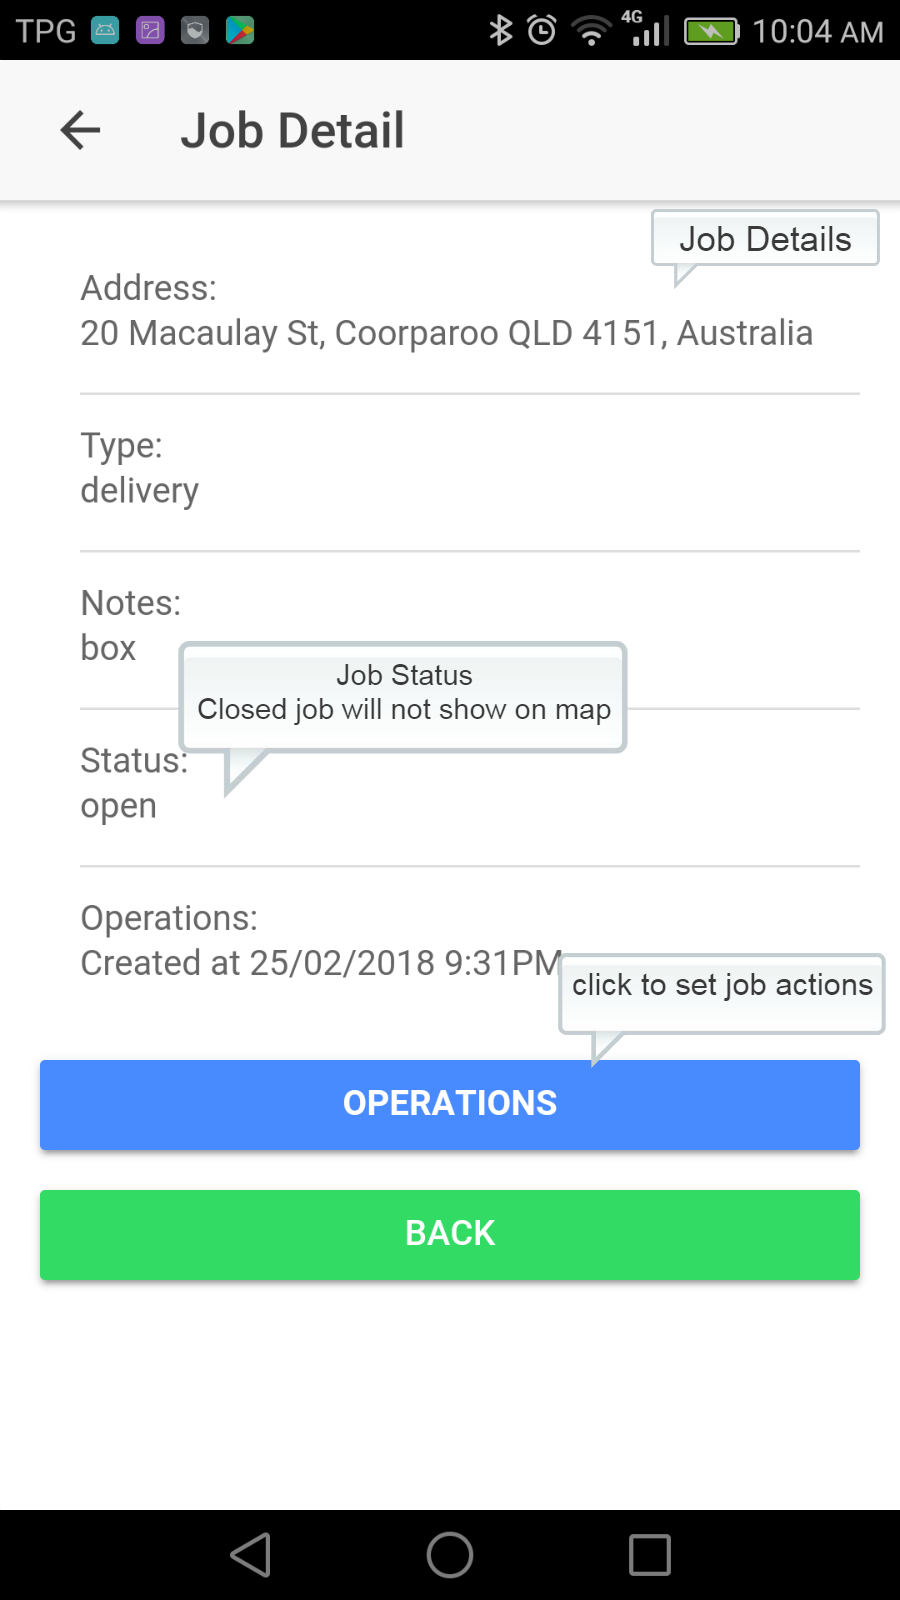 TPG
4G
10:04 AM
Job Detail
Job Details
Address:
20 Macaulay St, Coorparoo QLD 4151, Australia
Type:
delivery
Notes:
box
Job Status
Closed job will not show on map
Status:
open
Operations:
Created at 25/02/2018 9:31PM
click to set job actions
OPERATIONS
BACK